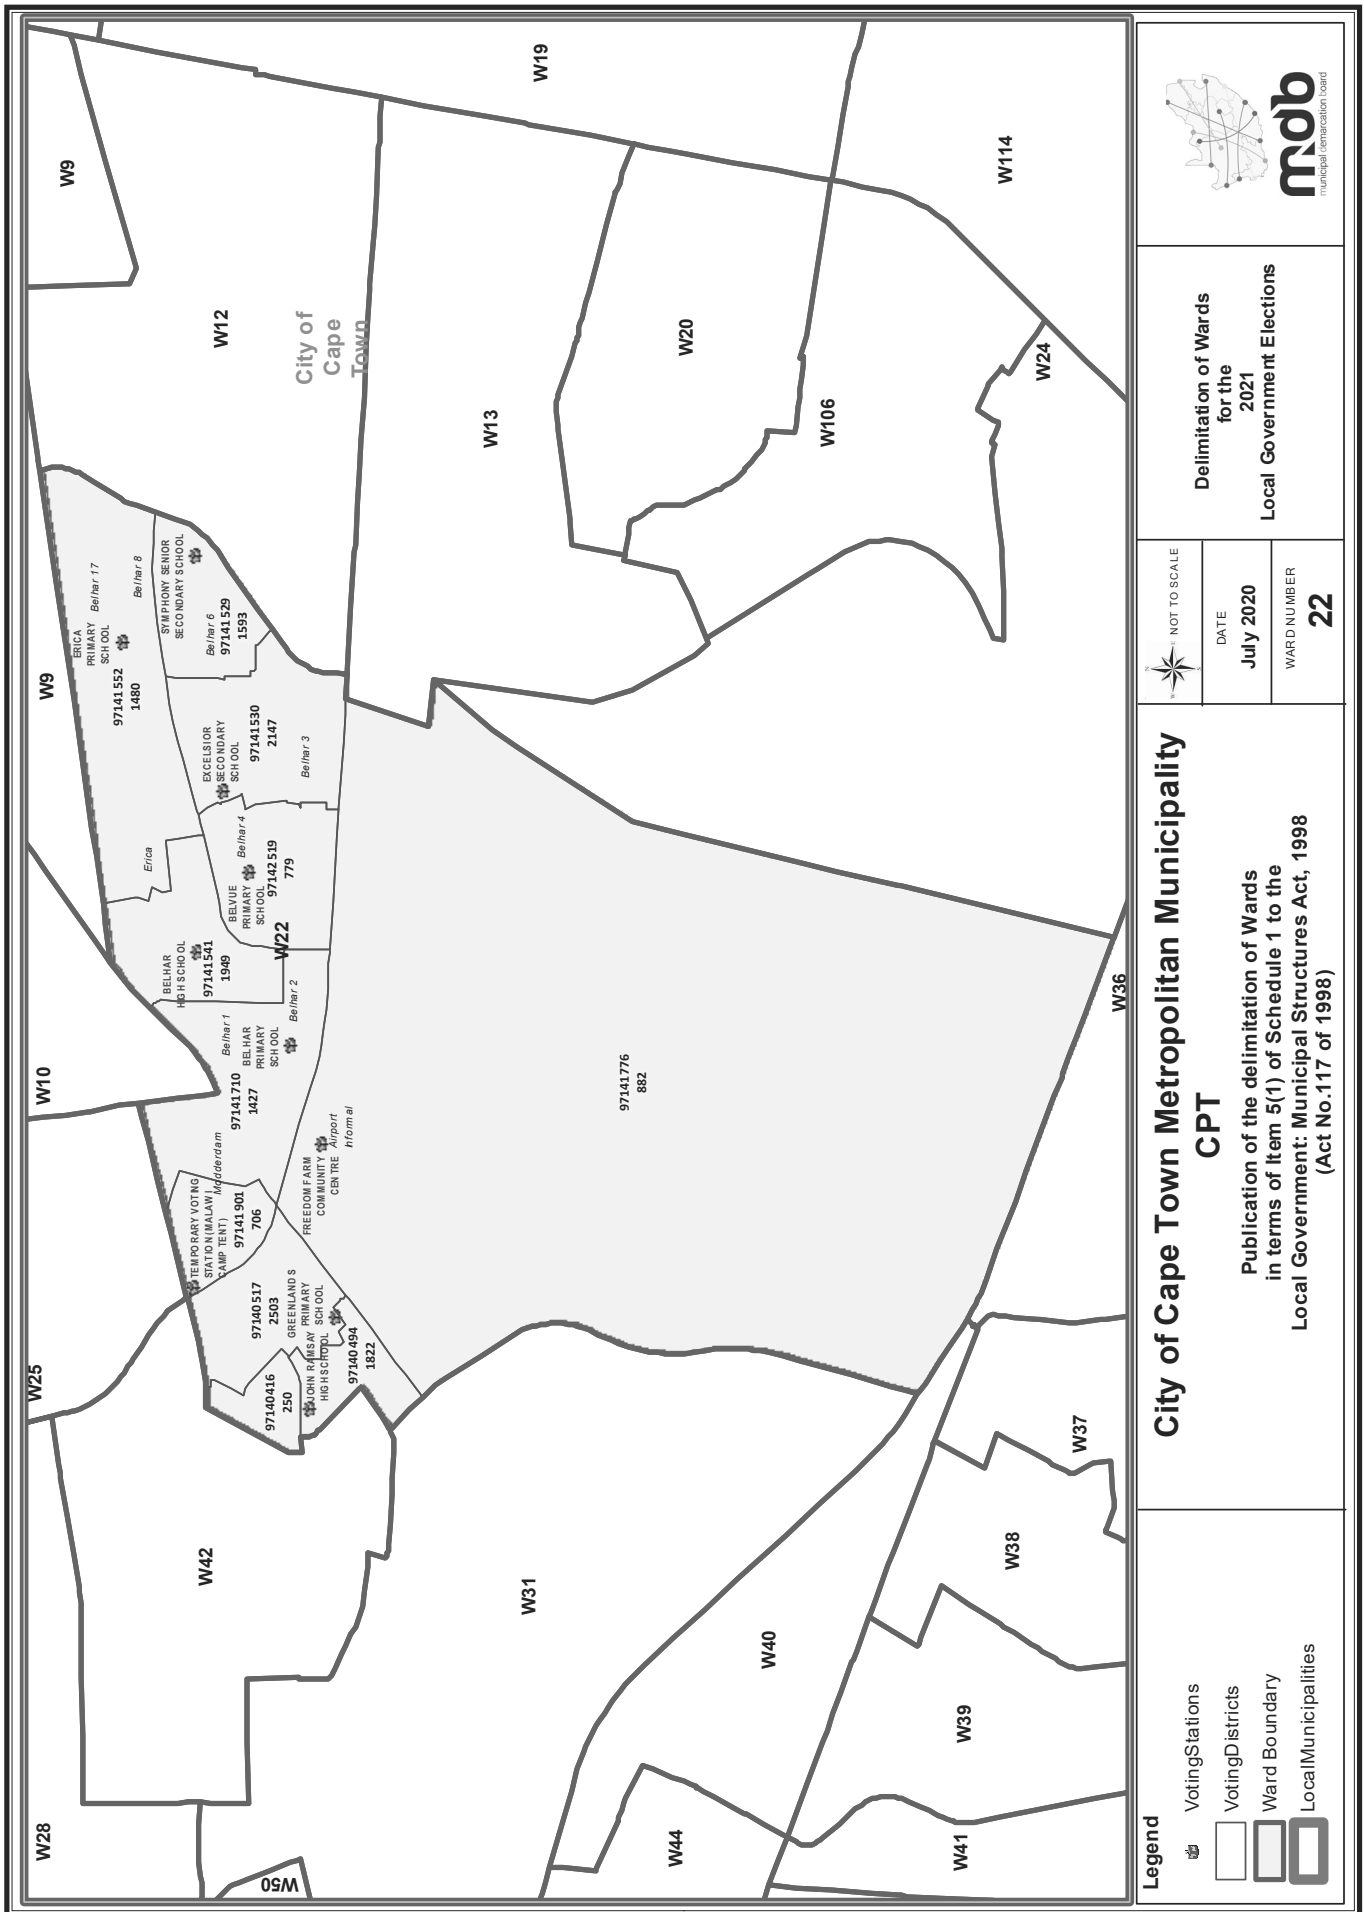 W9
W19
W114
W12
City of
Cape
Town
W13
W20
W106
W24
W9
W10
W25
W28
W50
W42
W31
W44
W40
W41
W39
W38
W37
W36
ERICA
PRIMARY
SCHOOL
Belhar 17
97141552
1480
Belhar 8
SYMPHONY SENIOR
SECONDARY SCHOOL
Belhar 6
97141529
1593
EXCELSIOR
SECONDARY
SCHOOL
97141530
2147
Belhar 3
Erica
BELVUE
PRIMARY
SCHOOL
Belhar 4
97142519
779
W22
BELHAR
HIGH SCHOOL
97141541
1949
Belhar 1
BELHAR
PRIMARY
SCHOOL
Belhar 2
97141710
1427
Modderdam
TEMPORARY VOTING
STATION (MALAWI
CAMP TENT)
97141901
706
FREEDOM FARM
COMMUNITY
CENTRE
Airport
Informal
97141776
882
97140517
2503
GREENLANDS
PRIMARY
SCHOOL
JOHN RAMSAY
HIGH SCHOOL
97140494
1822
97140416
250
Legend
VotingStations
VotingDistricts
Ward Boundary
LocalMunicipalities
City of Cape Town Metropolitan Municipality
CPT
Publication of the delimitation of Wards
in terms of Item 5(1) of Schedule 1 to the
Local Government: Municipal Structures Act, 1998
(Act No.117 of 1998)
N
E
S
W
NOT TO SCALE
DATE
July 2020
WARD NUMBER
22
Delimitation of Wards
for the
2021
Local Government Elections
mdb
municipal demarcation board